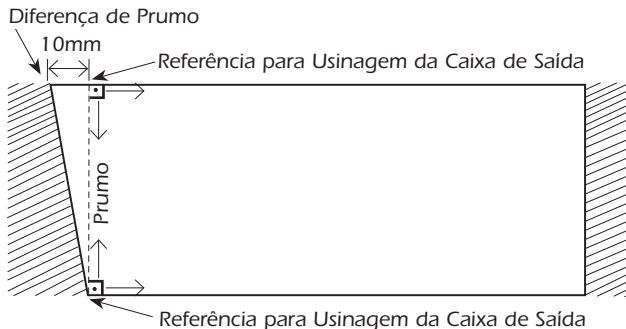 Diferença de Prumo
10mm
Referência para Usinagem da Caixa de Saída
Prumo
Referência para Usinagem da Caixa de Saída